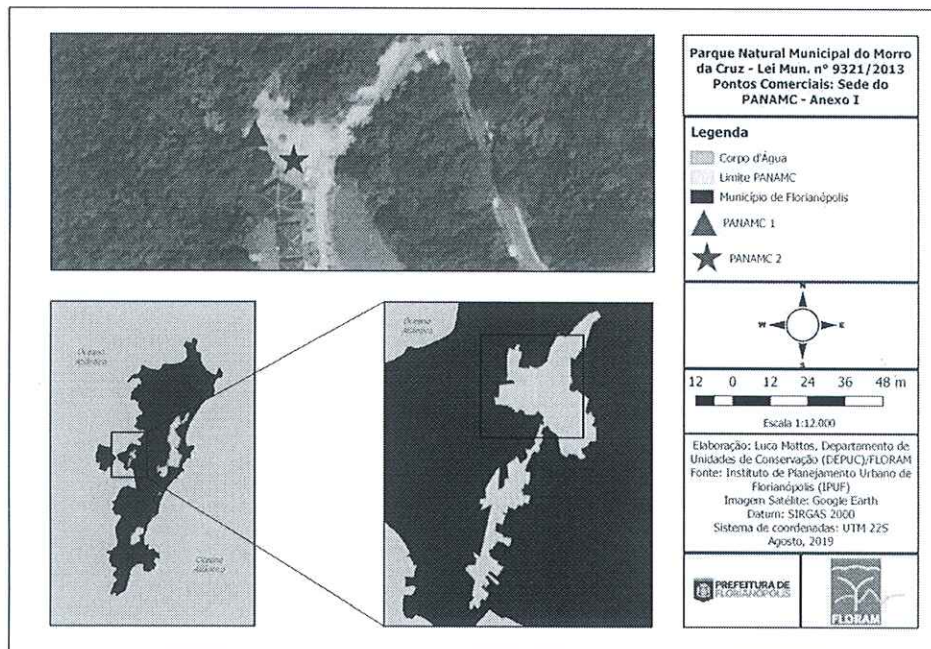 Parque Natural Municipal do Morro
da Cruz - Lei Mun. nº 9321/2013
Pontos Comerciais: Sede do
PANAMC - Anexo I
Legenda
Corpo d'Água
Limite PANAMC
Município de Florianópolis
PANAMC 1
PANAMC 2
N
W
E
S
12 0 12 24 36 48 m
Escala 1:12.000
Elaboração: Luca Mattos, Departamento de
Unidades de Conservação (DEPUC)/FLORAM
Fonte: Instituto de Planejamento Urbano de
Florianópolis (IPUF)
Imagem Satélite: Google Earth
Datum: SIRGAS 2000
Sistema de coordenadas: UTM 22S
Agosto, 2019
PREFEITURA DE
FLORIANÓPOLIS
FLORAM
Oceano
Atlântico
Oceano
Atlântico
Oceano
Atlântico